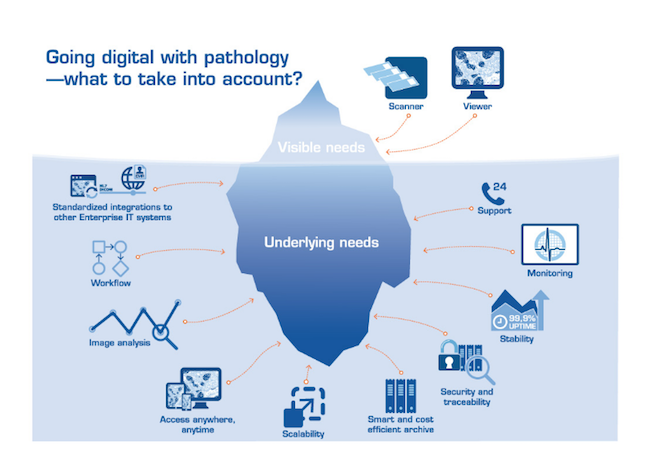 Going digital with pathology
—what to take into account?
Scanner
Viewer
Visible needs
HL7
DICOM
Standardized integrations to
other Enterprise IT systems
24
Support
Underlying needs
Workflow
Monitoring
99,9%
UPTIME
Stability
Image analysis
Security and
traceability
Access anywhere,
anytime
Scalability
Smart and cost
efficient archive